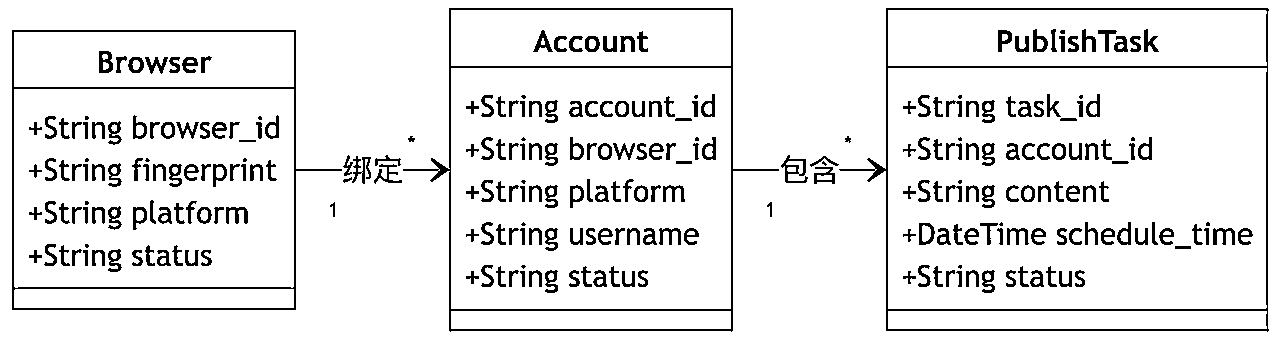 Browser
+String browser_id
+String fingerprint
+String platform
+String status
绑定
1
*
Account
+String account_id
+String browser_id
+String platform
+String username
+String status
包含
1
*
PublishTask
+String task_id
+String account_id
+String content
+DateTime schedule_time
+String status